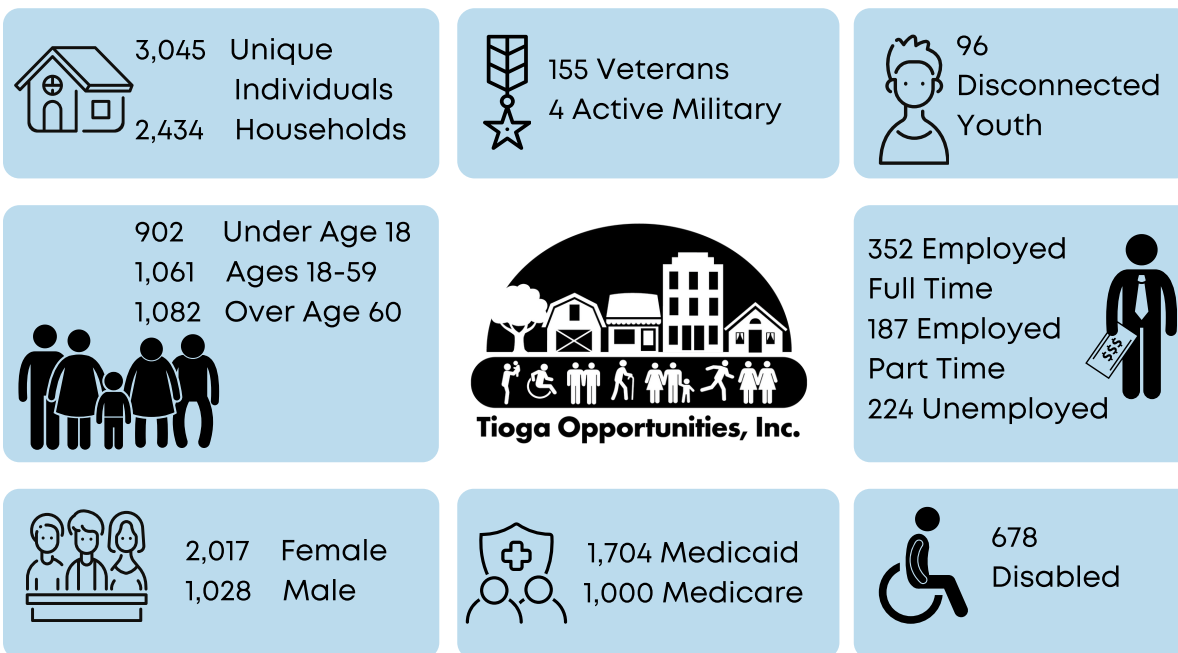 3,045 Unique
Individuals
2,434 Households
155 Veterans
4 Active Military
96
Disconnected
Youth
902 Under Age 18
1,061 Ages 18-59
1,082 Over Age 60
Tioga Opportunities, Inc.
352 Employed
Full Time
187 Employed
Part Time
224 Unemployed
$$$
2,017 Female
1,028 Male
1,704 Medicaid
1,000 Medicare
678
Disabled